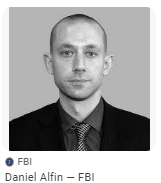 FBI
Daniel Alfin — FBI